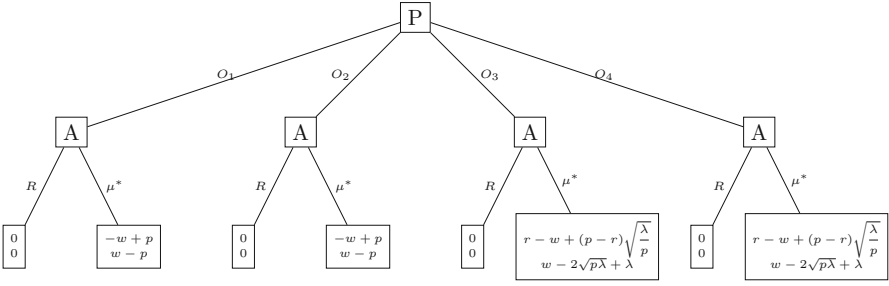 P
O₁ O₂ O₃ O₄
A A A A
R μ* R μ* R μ* R μ*
0 −w + p 0 −w + p 0 r − w + (p − r)√(λ/p) 0 r − w + (p − r)√(λ/p)
0 w − p 0 w − p 0 w − 2√(pλ) + λ 0 w − 2√(pλ) + λ